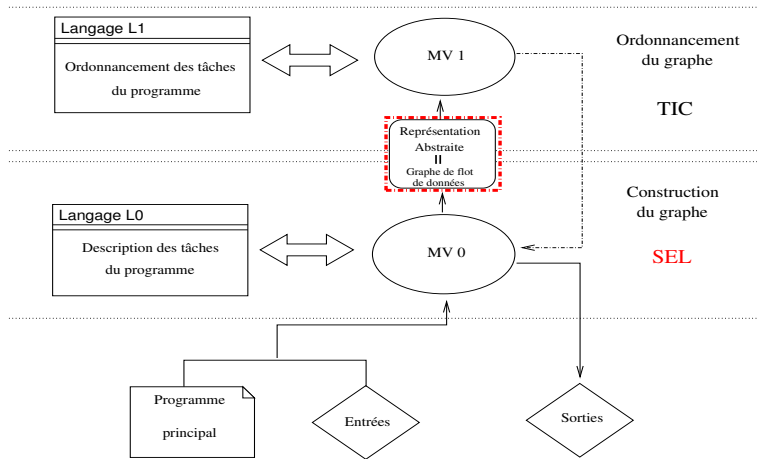 Langage L1
Ordonnancement des tâches
du programme
MV 1
Ordonnancement
du graphe
TIC
Représentation
Abstraite
=
Graphe de flot
de données
Langage L0
Description des tâches
du programme
MV 0
Construction
du graphe
SEL
Programme
principal
Entrées
Sorties